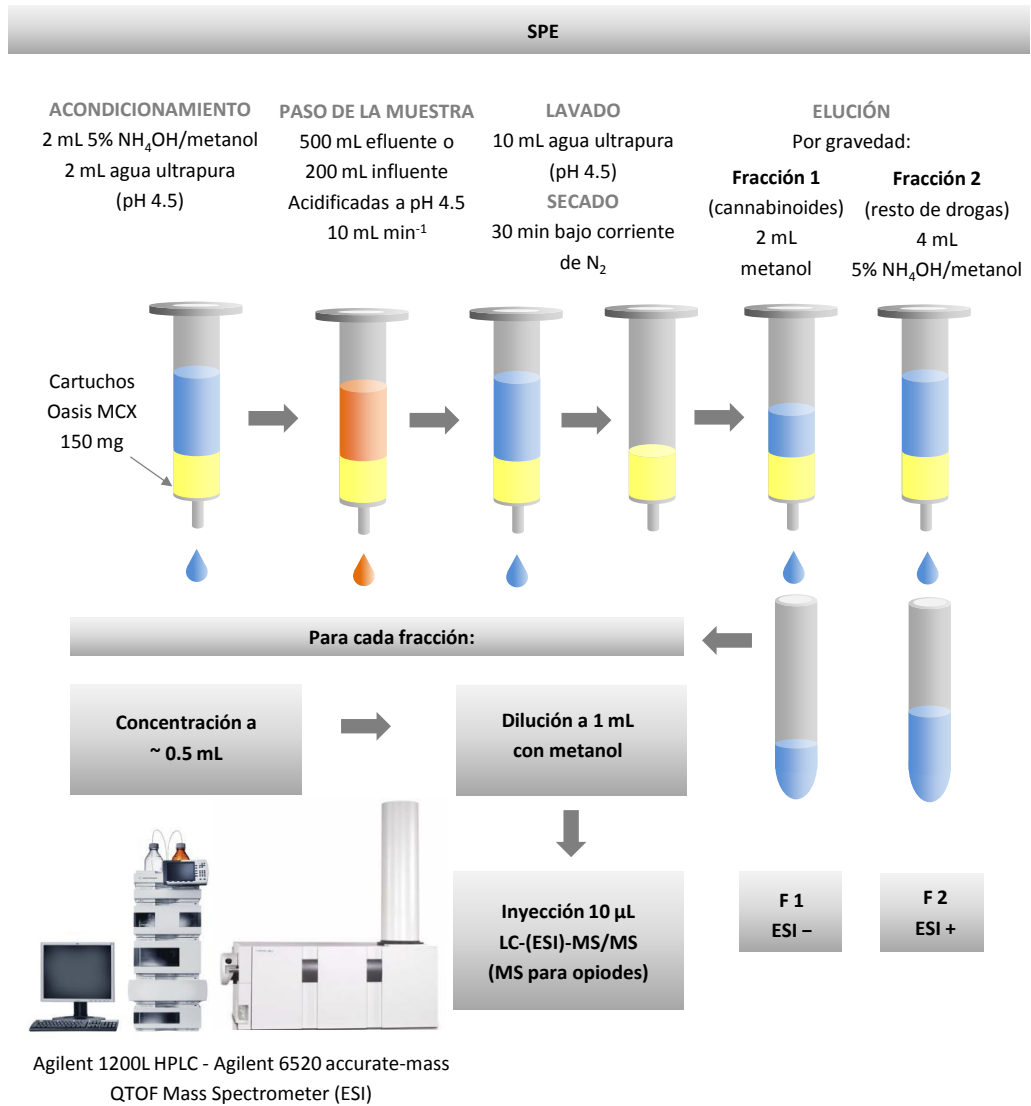 SPE
ACONDICIONAMIENTO
2 mL 5% NH₄OH/metanol
2 mL agua ultrapura
(pH 4.5)
PASO DE LA MUESTRA
500 mL efluente o
200 mL influente
Acidificadas a pH 4.5
10 mL min⁻¹
LAVADO
10 mL agua ultrapura
(pH 4.5)
SECADO
30 min bajo corriente
de N₂
ELUCIÓN
Por gravedad:
Fracción 1
(cannabinoides)
2 mL
metanol
Fracción 2
(resto de drogas)
4 mL
5% NH₄OH/metanol
Cartuchos
Oasis MCX
150 mg
Para cada fracción:
Concentración a
~ 0.5 mL
Dilución a 1 mL
con metanol
Inyección 10 µL
LC-(ESI)-MS/MS
(MS para opiodes)
F 1
ESI –
F 2
ESI +
Agilent 1200L HPLC - Agilent 6520 accurate-mass
QTOF Mass Spectrometer (ESI)